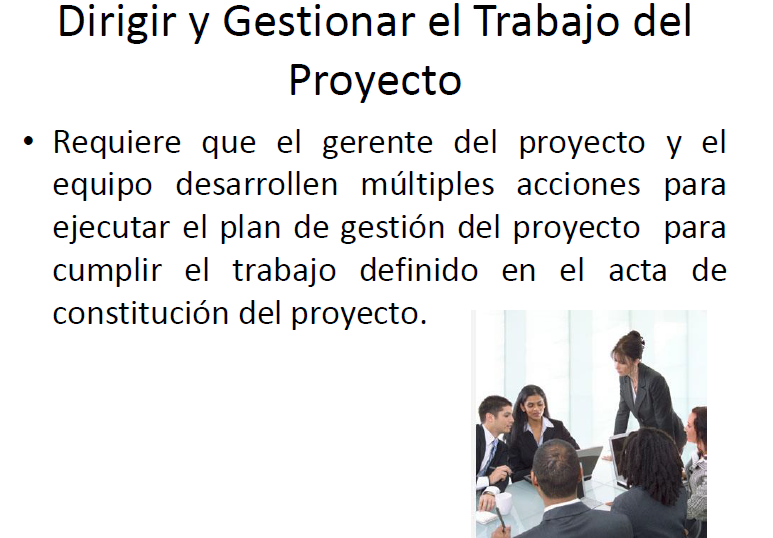 Dirigir y Gestionar el Trabajo del
Proyecto
• Requiere que el gerente del proyecto y el
equipo desarrollen múltiples acciones para
ejecutar el plan de gestión del proyecto para
cumplir el trabajo definido en el acta de
constitución del proyecto.